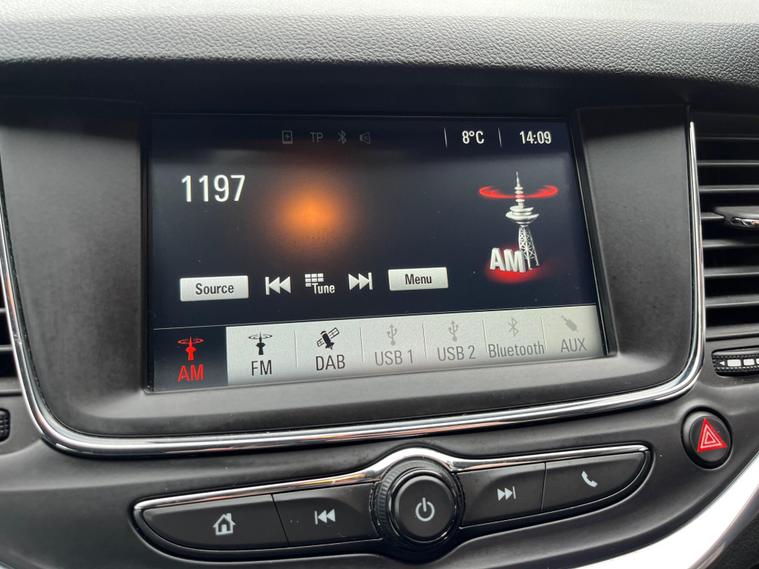 TP 8°C 14:09
1197
AM
Source Tune Menu
AM FM DAB USB 1 USB 2 Bluetooth AUX